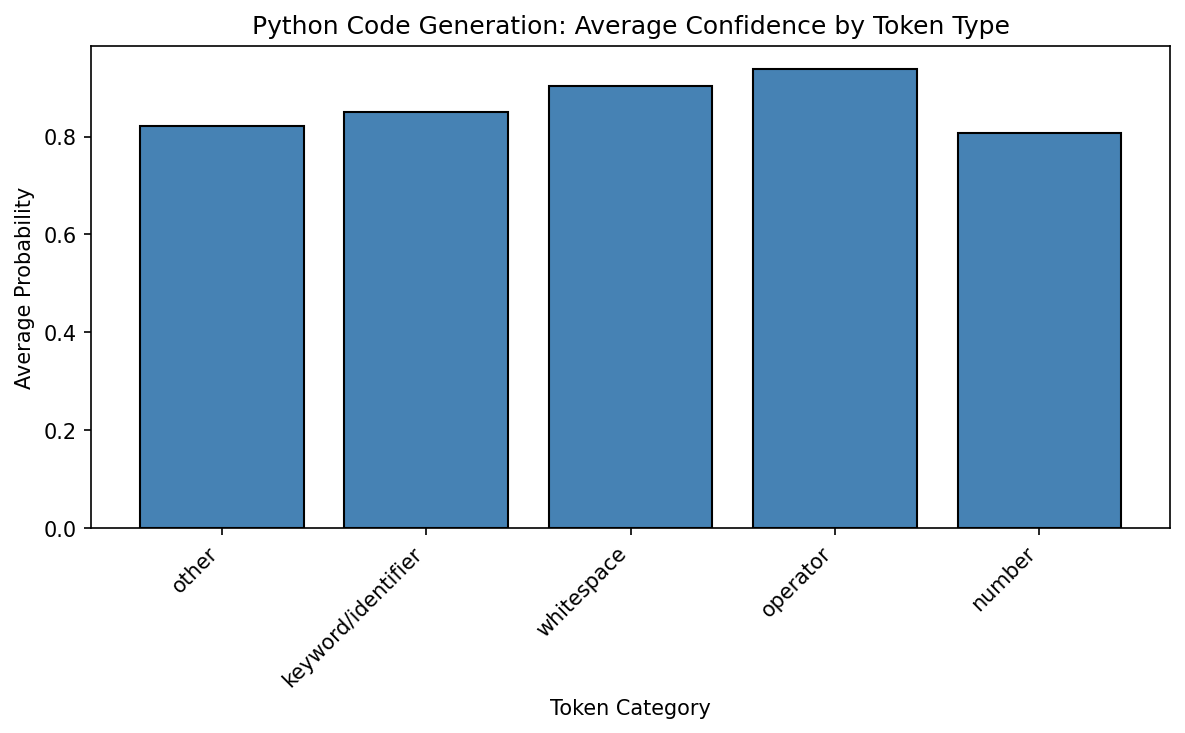 Python Code Generation: Average Confidence by Token Type
Average Probability
0.8
0.6
0.4
0.2
0.0
other
keyword/identifier
whitespace
operator
number
Token Category